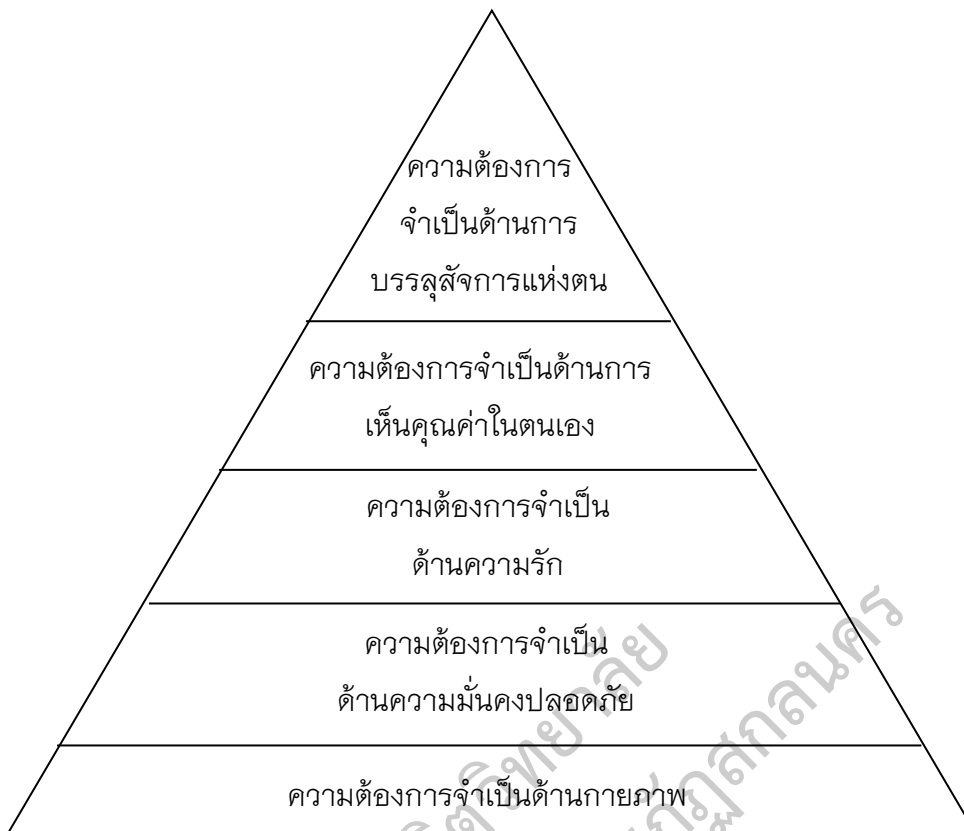 ความต้องการ
จำเป็นด้านการ
บรรลุสัจการแห่งตน
ความต้องการจำเป็นด้านการ
เห็นคุณค่าในตนเอง
ความต้องการจำเป็น
ด้านความรัก
ความต้องการจำเป็น
ด้านความมั่นคงปลอดภัย
ความต้องการจำเป็นด้านกายภาพ